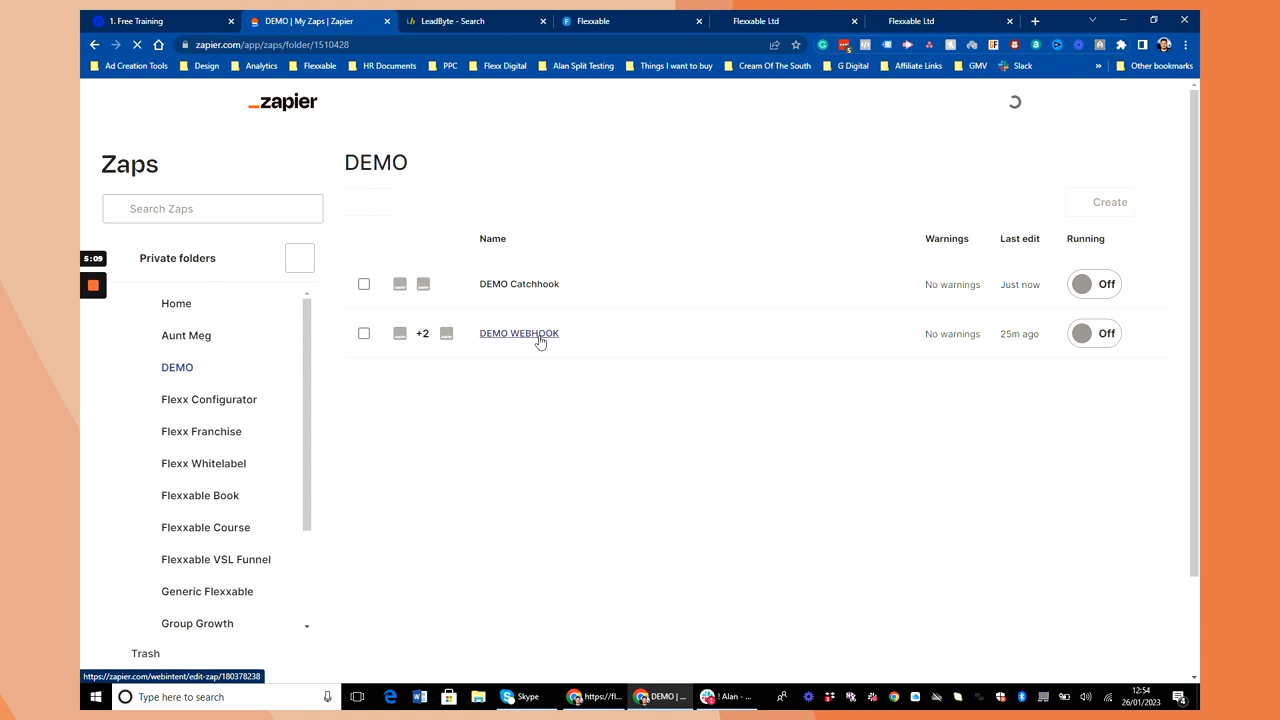 1. Free Training
DEMO | My Zaps | Zapier
LeadByte - Search
Flexxable
Flexxable Ltd
Flexxable Ltd
zapier.com/app/zaps/folder/1510428
Ad Creation Tools
Design
Analytics
Flexxable
HR Documents
PPC
Flexx Digital
Alan Split Testing
Things I want to buy
Cream Of The South
G Digital
Affiliate Links
GMV
Slack
»
Other bookmarks
_zapier
Zaps
DEMO
Search Zaps
Create
Name
Warnings
Last edit
Running
5:09
Private folders
DEMO Catchhook
No warnings
Just now
Off
Home
+2
DEMO WEBHOOK
No warnings
25m ago
Off
Aunt Meg
DEMO
Flexx Configurator
Flexx Franchise
Flexx Whitelabel
Flexxable Book
Flexxable Course
Flexxable VSL Funnel
Generic Flexxable
Group Growth
Trash
https://zapier.com/webintent/edit-zap/180378238
Type here to search
Skype
https://fl...
DEMO | ...
! Alan - ...
12:54
26/01/2023